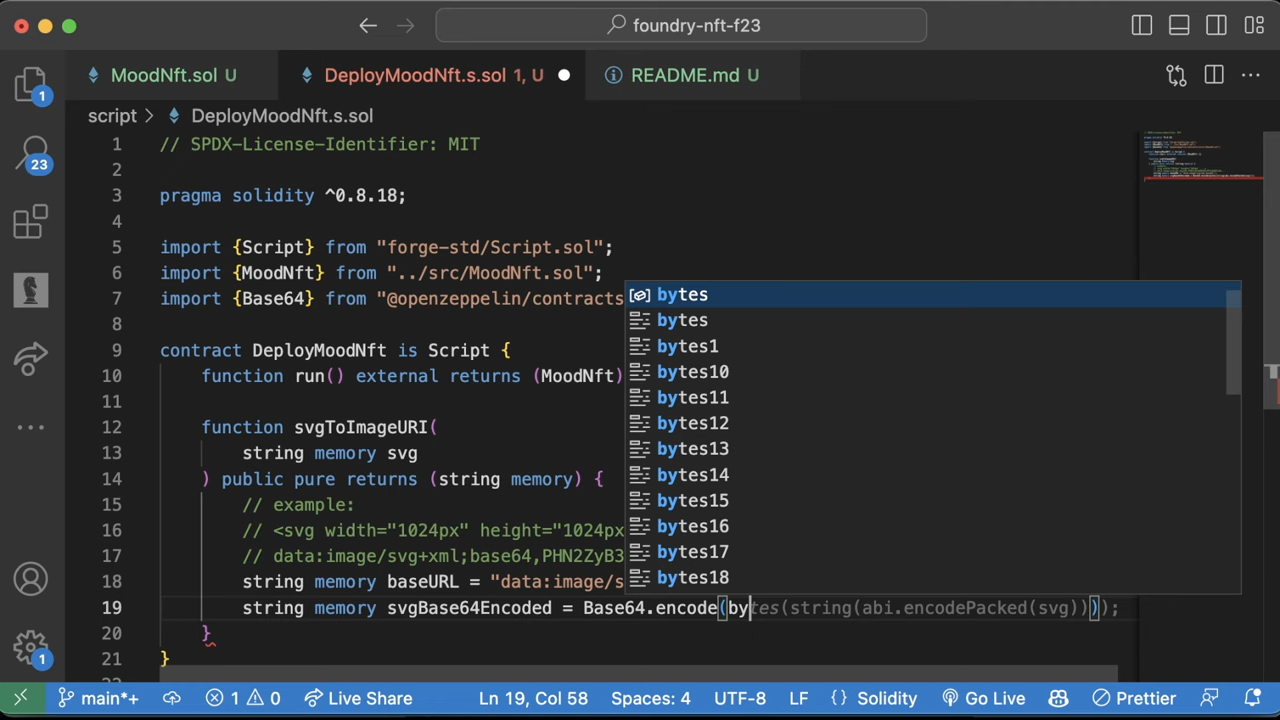 foundry-nft-f23
MoodNft.sol U
DeployMoodNft.s.sol 1, U
README.md U
1
23
1
script > DeployMoodNft.s.sol
1 // SPDX-License-Identifier: MIT
2
3 pragma solidity ^0.8.18;
4
5 import {Script} from "forge-std/Script.sol";
6 import {MoodNft} from "../src/MoodNft.sol";
7 import {Base64} from "@openzeppelin/contracts
8
9 contract DeployMoodNft is Script {
10 function run() external returns (MoodNft)
11
12 function svgToImageURI(
13 string memory svg
14 ) public pure returns (string memory) {
15 // example:
16 // <svg width="1024px" height="1024px
17 // data:image/svg+xml;base64,PHN2ZyB3
18 string memory baseURL = "data:image/s
19 string memory svgBase64Encoded = Base64.encode(bytes(string(abi.encodePacked(svg))));
20 }
21 }
bytes
bytes
bytes1
bytes10
bytes11
bytes12
bytes13
bytes14
bytes15
bytes16
bytes17
bytes18
main*+
1 0
Live Share
Ln 19, Col 58
Spaces: 4
UTF-8
LF
{} Solidity
Go Live
Prettier